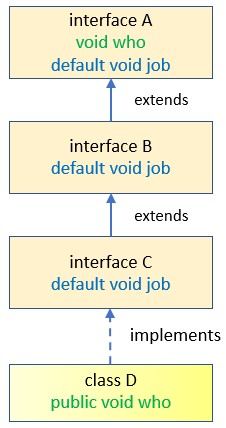 interface A
void who
default void job
extends
interface B
default void job
extends
interface C
default void job
implements
class D
public void who